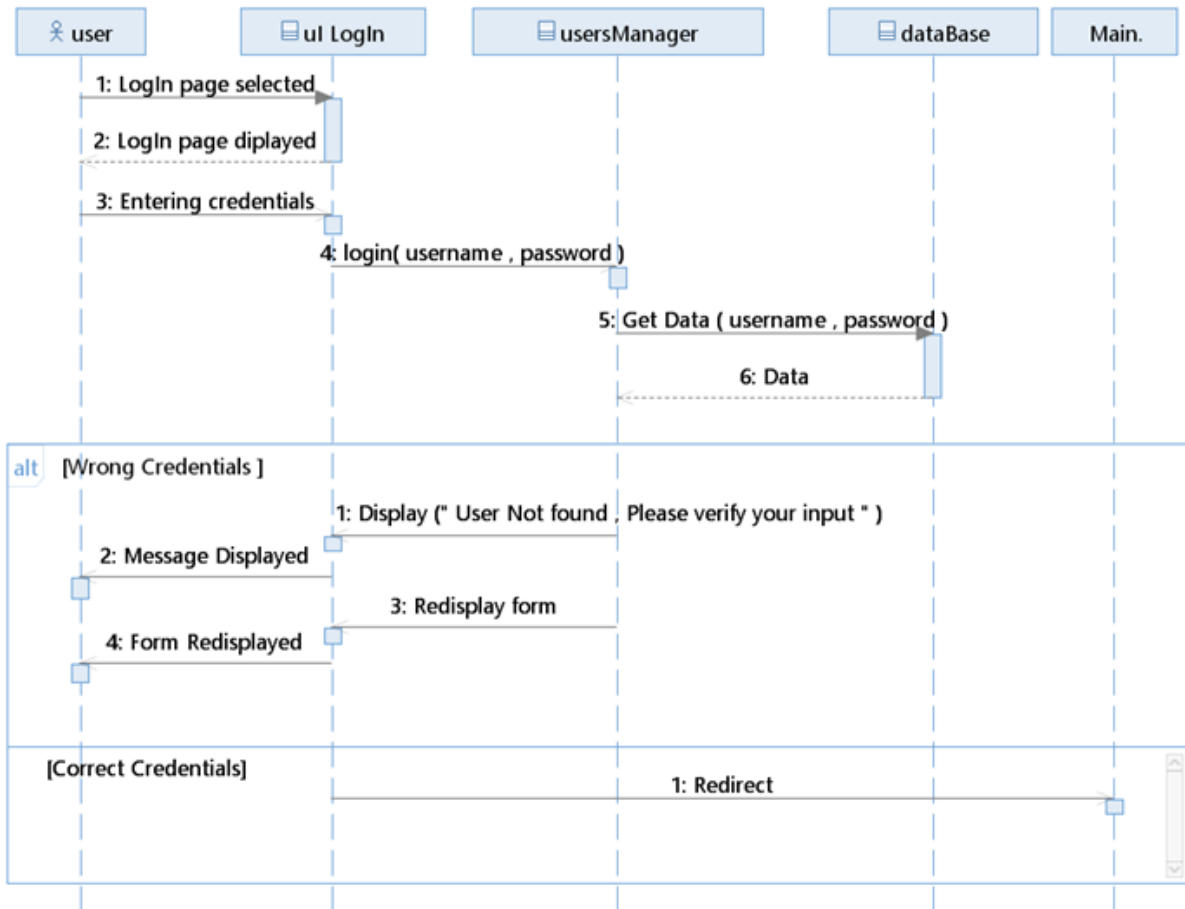 user
uI LogIn
usersManager
dataBase
Main.
1: LogIn page selected
2: LogIn page diplayed
3: Entering credentials
4: login( username , password )
5: Get Data ( username , password )
6: Data
alt
[Wrong Credentials ]
1: Display (" User Not found , Please verify your input " )
2: Message Displayed
3: Redisplay form
4: Form Redisplayed
[Correct Credentials]
1: Redirect